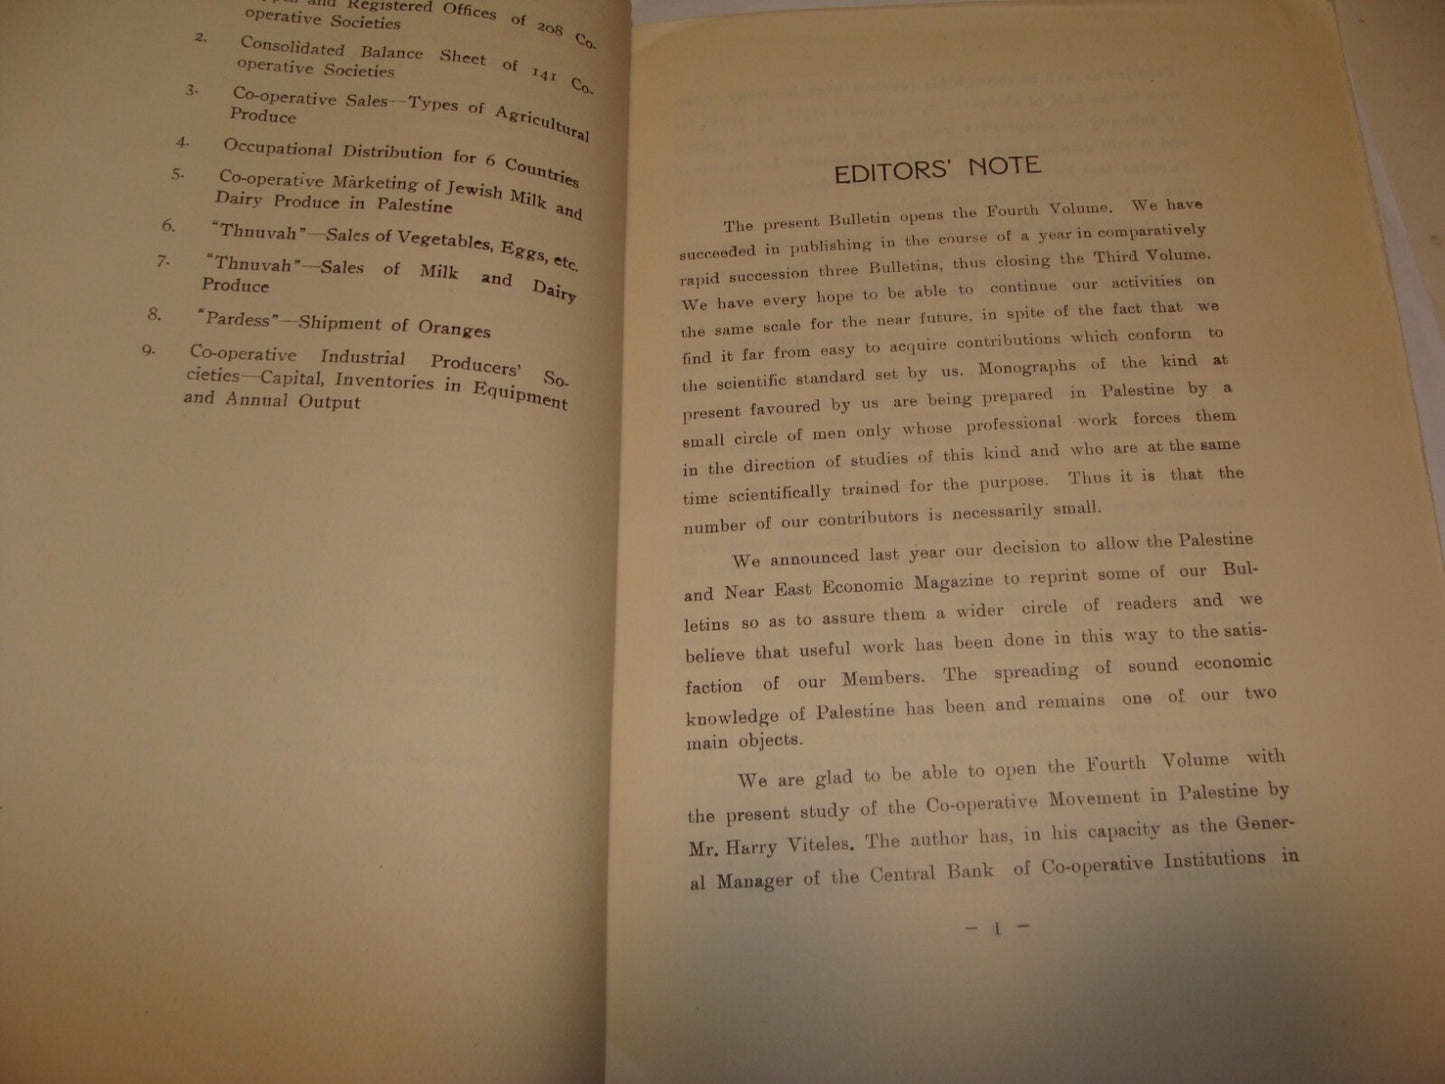 and Registered Offices of 208 Co-
operative Societies
2. Consolidated Balance Sheet of 141 Co-
operative Societies
3. Co-operative Sales—Types of Agricultural
Produce
4. Occupational Distribution for 6 Countries
5. Co-operative Marketing of Jewish Milk and
Dairy Produce in Palestine
6. "Thnuvah"—Sales of Vegetables, Eggs, etc.
7. "Thnuvah"—Sales of Milk and Dairy
Produce
8. "Pardess"—Shipment of Oranges
9. Co-operative Industrial Producers' So-
cieties—Capital, Inventories in Equipment
and Annual Output
EDITORS' NOTE
The present Bulletin opens the Fourth Volume. We have
succeeded in publishing in the course of a year in comparatively
rapid succession three Bulletins, thus closing the Third Volume.
We have every hope to be able to continue our activities on
the same scale for the near future, in spite of the fact that we
find it far from easy to acquire contributions which conform to
the scientific standard set by us. Monographs of the kind at
present favoured by us are being prepared in Palestine by a
small circle of men only whose professional work forces them
in the direction of studies of this kind and who are at the same
time scientifically trained for the purpose. Thus it is that the
number of our contributors is necessarily small.
We announced last year our decision to allow the Palestine
and Near East Economic Magazine to reprint some of our Bul-
letins so as to assure them a wider circle of readers and we
believe that useful work has been done in this way to the satis-
faction of our Members. The spreading of sound economic
knowledge of Palestine has been and remains one of our two
main objects.
We are glad to be able to open the Fourth Volume with
the present study of the Co-operative Movement in Palestine by
Mr. Harry Viteles. The author has, in his capacity as the Gener-
al Manager of the Central Bank of Co-operative Institutions in
— 1 —